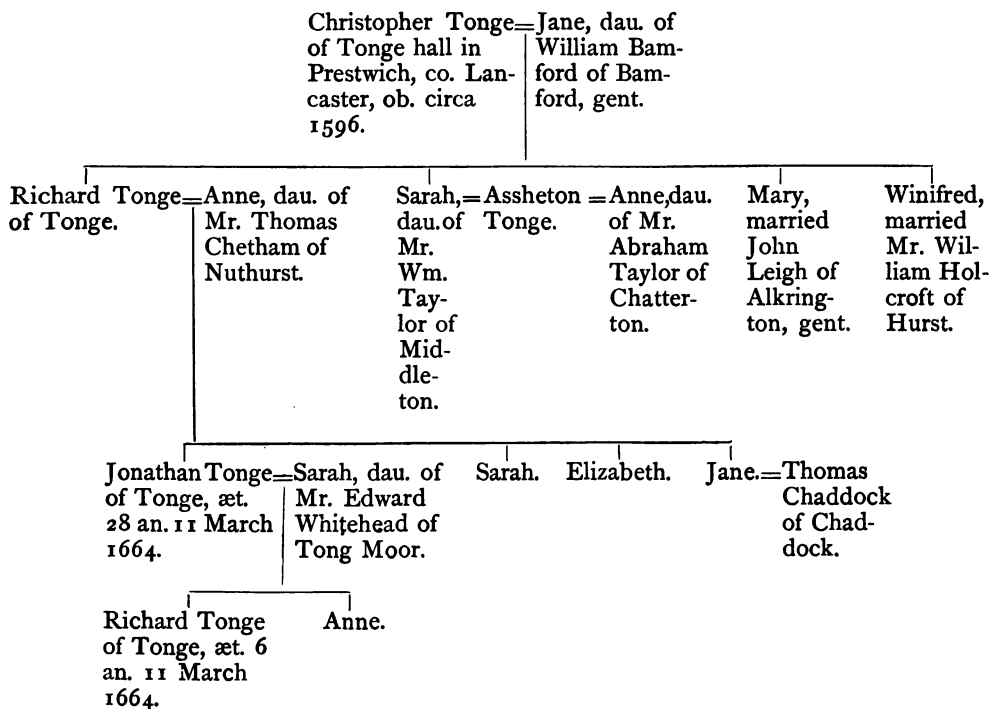 Christopher Tonge=Jane, dau. of
of Tonge hall in William Bam-
Prestwich, co. Lan- ford of Bam-
caster, ob. circa ford, gent.
1596.
Richard Tonge=Anne, dau. of Sarah,=Assheton=Anne, dau. Mary, Winifred,
of Tonge. Mr. Thomas dau. of Tonge. of Mr. married married
Chetham of Mr. Abraham John Mr. Wil-
Nuthurst. Wm. Taylor of Leigh of liam Hol-
Tay- Chatter- Alkring- croft of
lor of ton. ton, gent. Hurst.
Mid-
dle-
ton.
Jonathan Tonge=Sarah, dau. of Sarah. Elizabeth. Jane.=Thomas
of Tonge, æt. Mr. Edward Chaddock
28 an. 11 March Whitehead of of Chad-
1664. Tong Moor. dock.
Richard Tonge Anne.
of Tonge, æt. 6
an. 11 March
1664.